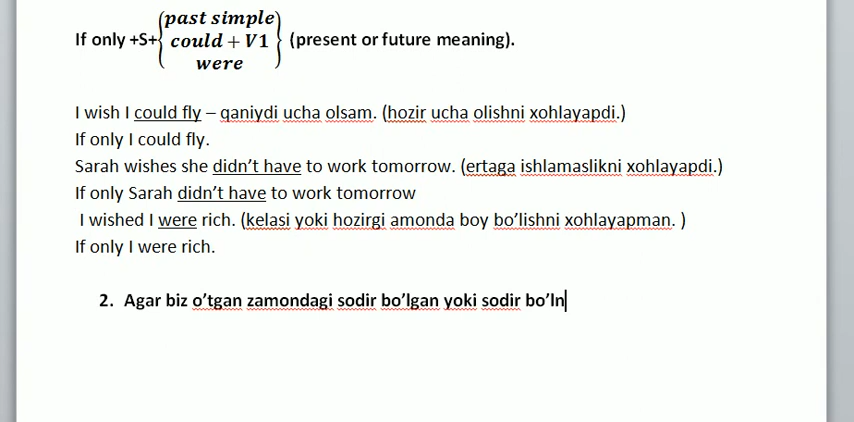 past simple
If only +S+{ could + V1 } (present or future meaning).
were
I wish I could fly – qaniydi ucha olsam. (hozir ucha olishni xohlayapdi.)
If only I could fly.
Sarah wishes she didn’t have to work tomorrow. (ertaga ishlamaslikni xohlayapdi.)
If only Sarah didn’t have to work tomorrow
I wished I were rich. (kelasi yoki hozirgi amonda boy bo’lishni xohlayapman. )
If only I were rich.
2. Agar biz o’tgan zamondagi sodir bo’lgan yoki sodir bo’ln